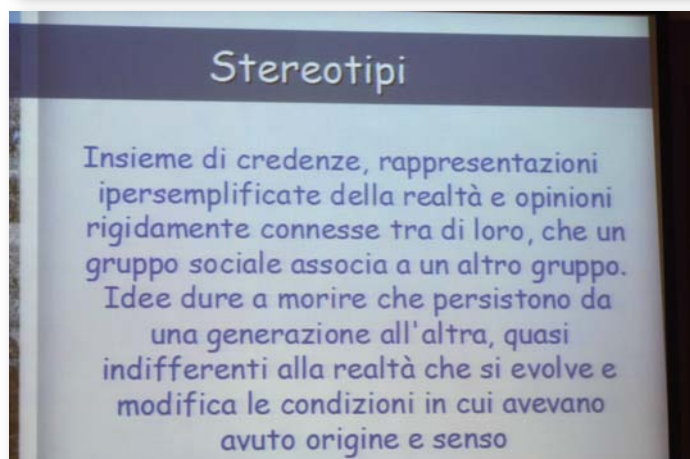 Stereotipi
Insieme di credenze, rappresentazioni
ipersemplificate della realtà e opinioni
rigidamente connesse tra di loro, che un
gruppo sociale associa a un altro gruppo.
Idee dure a morire che persistono da
una generazione all'altra, quasi
indifferenti alla realtà che si evolve e
modifica le condizioni in cui avevano
avuto origine e senso